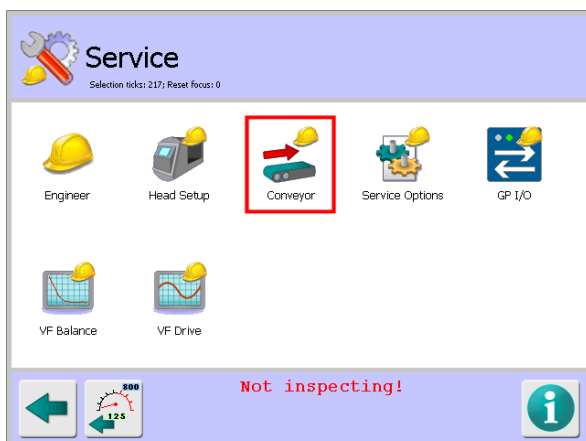 Service
Selection ticks: 217; Reset focus: 0
Engineer
Head Setup
Conveyor
Service Options
GP I/O
VF Balance
VF Drive
800
125
Not inspecting!
i